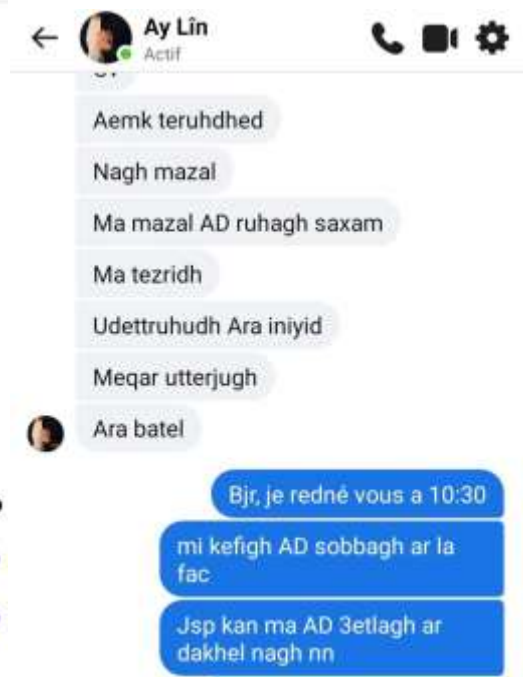 Ay Lîn
Actif
Aemk teruhdhed
Nagh mazal
Ma mazal AD ruhagh saxam
Ma tezridh
Udettruhudh Ara iniyid
Meqar utterjugh
Ara batel
Bjr, je redné vous a 10:30
mi kefigh AD sobbagh ar la
fac
Jsp kan ma AD 3etlagh ar
dakhel nagh nn